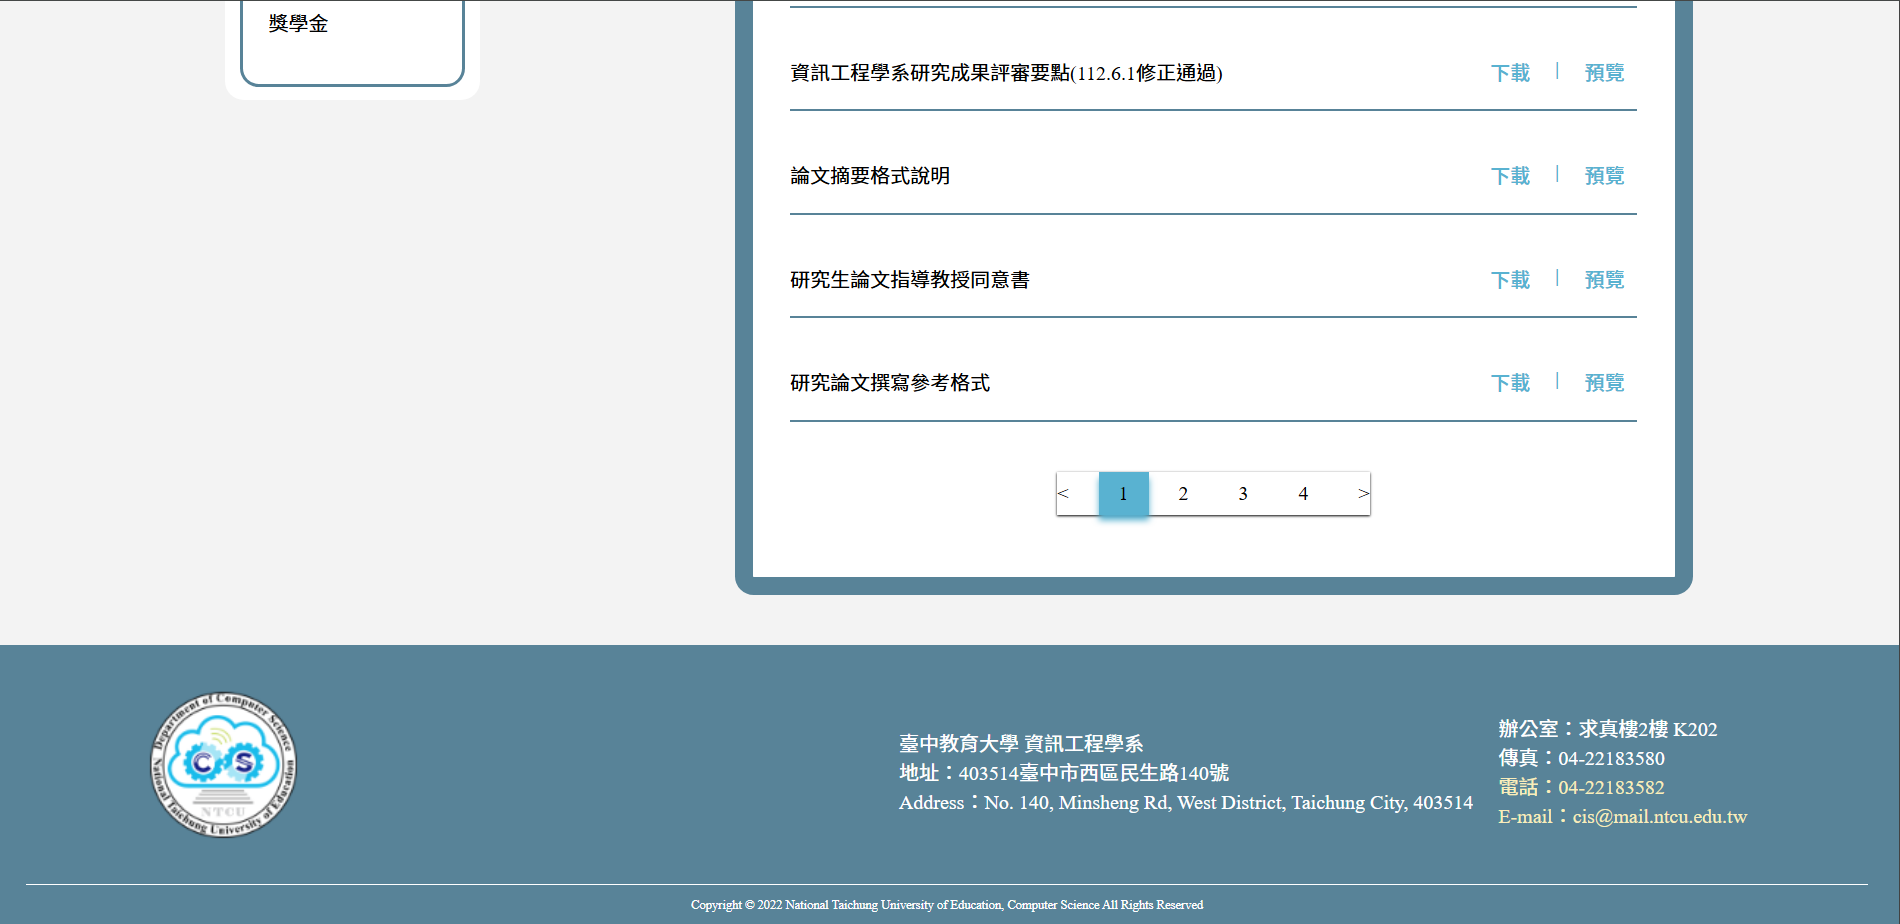 獎學金
資訊工程學系研究成果評審要點(112.6.1修正通過) 下載 | 預覽
論文摘要格式說明 下載 | 預覽
研究生論文指導教授同意書 下載 | 預覽
研究論文撰寫參考格式 下載 | 預覽
< 1 2 3 4 >
Department of Computer Science
CS
NTCU
National Taichung University of Education
臺中教育大學 資訊工程學系
地址：403514臺中市西區民生路140號
Address：No. 140, Minsheng Rd, West District, Taichung City, 403514
辦公室：求真樓2樓 K202
傳真：04-22183580
電話：04-22183582
E-mail：cis@mail.ntcu.edu.tw
Copyright © 2022 National Taichung University of Education, Computer Science All Rights Reserved